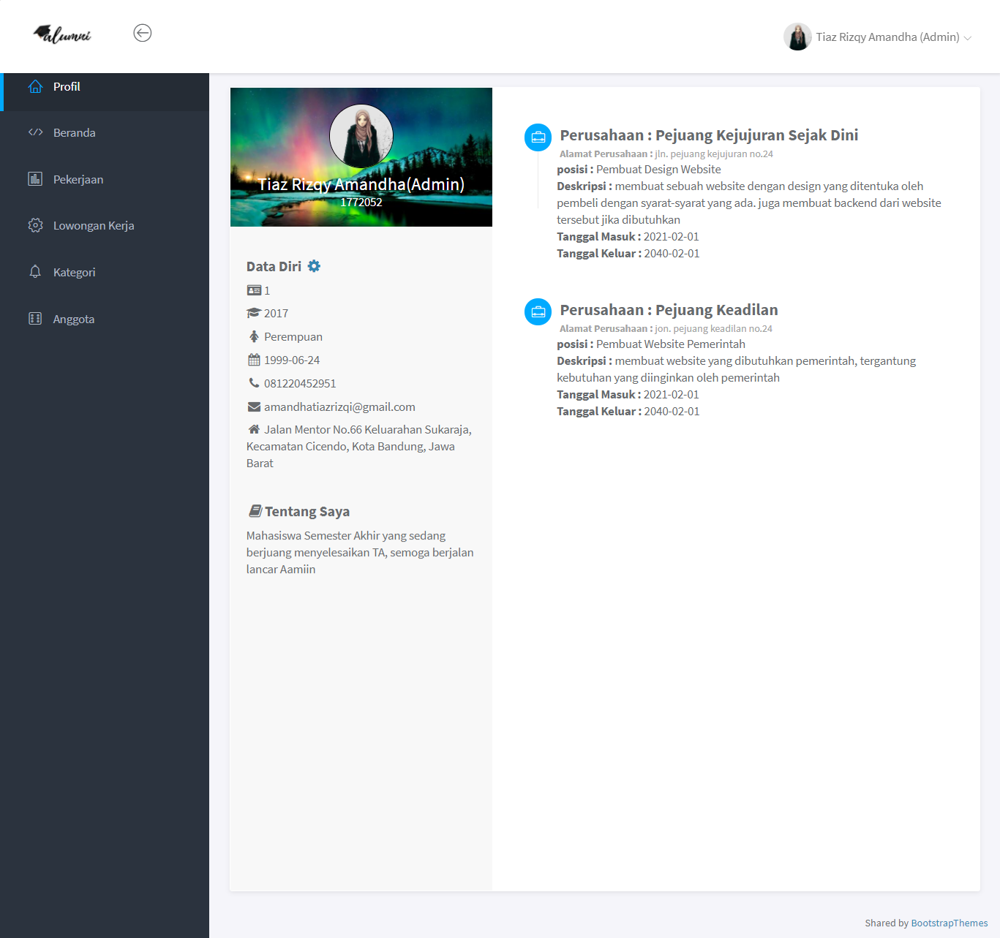 alumni
Tiaz Rizqy Amandha (Admin)
Profil
Beranda
Pekerjaan
Lowongan Kerja
Kategori
Anggota
Tiaz Rizqy Amandha(Admin)
1772052
Data Diri
1
2017
Perempuan
1999-06-24
081220452951
amandhatiazrizqi@gmail.com
Jalan Mentor No.66 Keluarahan Sukaraja,
Kecamatan Cicendo, Kota Bandung, Jawa
Barat
Tentang Saya
Mahasiswa Semester Akhir yang sedang
berjuang menyelesaikan TA, semoga berjalan
lancar Aamiin
Perusahaan : Pejuang Kejujuran Sejak Dini
Alamat Perusahaan : jln. pejuang kejujuran no.24
posisi : Pembuat Design Website
Deskripsi : membuat sebuah website dengan design yang ditentuka oleh
pembeli dengan syarat-syarat yang ada. juga membuat backend dari website
tersebut jika dibutuhkan
Tanggal Masuk : 2021-02-01
Tanggal Keluar : 2040-02-01
Perusahaan : Pejuang Keadilan
Alamat Perusahaan : jon. pejuang keadilan no.24
posisi : Pembuat Website Pemerintah
Deskripsi : membuat website yang dibutuhkan pemerintah, tergantung
kebutuhan yang diinginkan oleh pemerintah
Tanggal Masuk : 2021-02-01
Tanggal Keluar : 2040-02-01
Shared by BootstrapThemes